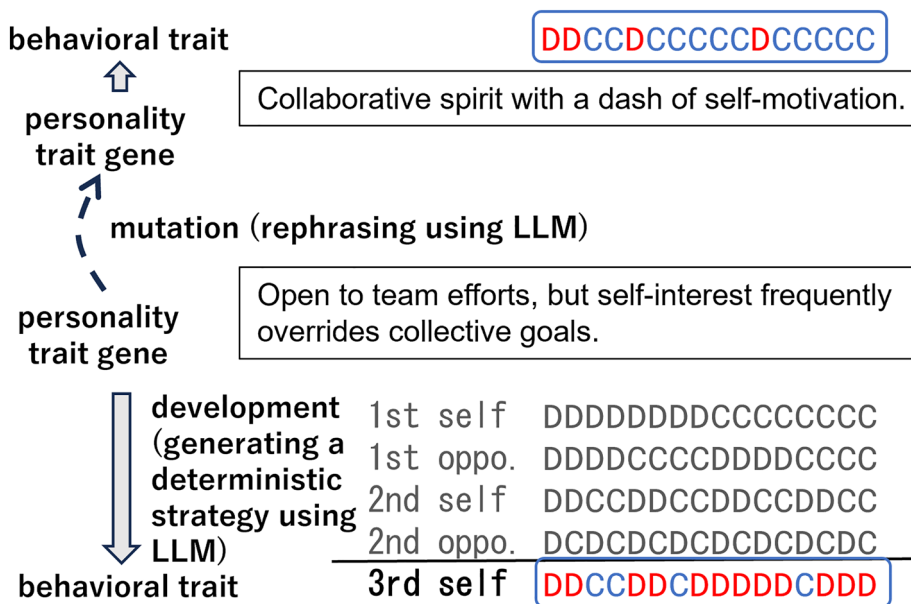 behavioral trait
DDCCDCCCCCDCCCCC
Collaborative spirit with a dash of self-motivation.
personality
trait gene
mutation (rephrasing using LLM)
Open to team efforts, but self-interest frequently
overrides collective goals.
personality
trait gene
development
(generating a
deterministic
strategy using
LLM)
1st self DDDDDDDDCCCCCCCC
1st oppo. DDDDCCCCDDDDCCCC
2nd self DDCCDDCCDDCCDDCC
2nd oppo. DCDCDCDCDCDCDCDC
behavioral trait
3rd self DDCCDDCDDDDDCDDD